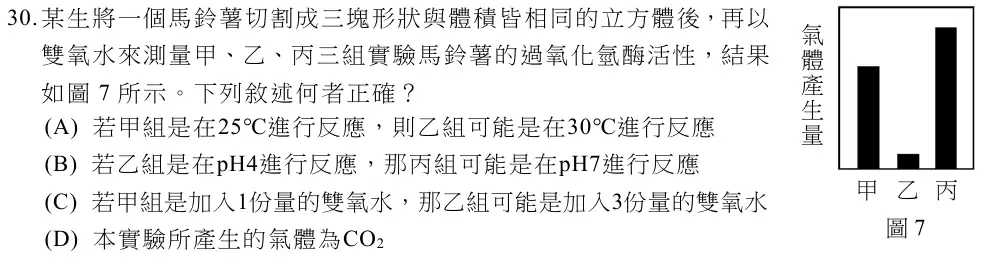 30.某生將一個馬鈴薯切割成三塊形狀與體積皆相同的立方體後，再以
雙氧水來測量甲、乙、丙三組實驗馬鈴薯的過氧化氫酶活性，結果
如圖 7 所示。下列敘述何者正確？
(A) 若甲組是在25℃進行反應，則乙組可能是在30℃進行反應
(B) 若乙組是在pH4進行反應，那丙組可能是在pH7進行反應
(C) 若甲組是加入1份量的雙氧水，那乙組可能是加入3份量的雙氧水
(D) 本實驗所產生的氣體為CO₂
氣體產生量
甲 乙 丙
圖 7